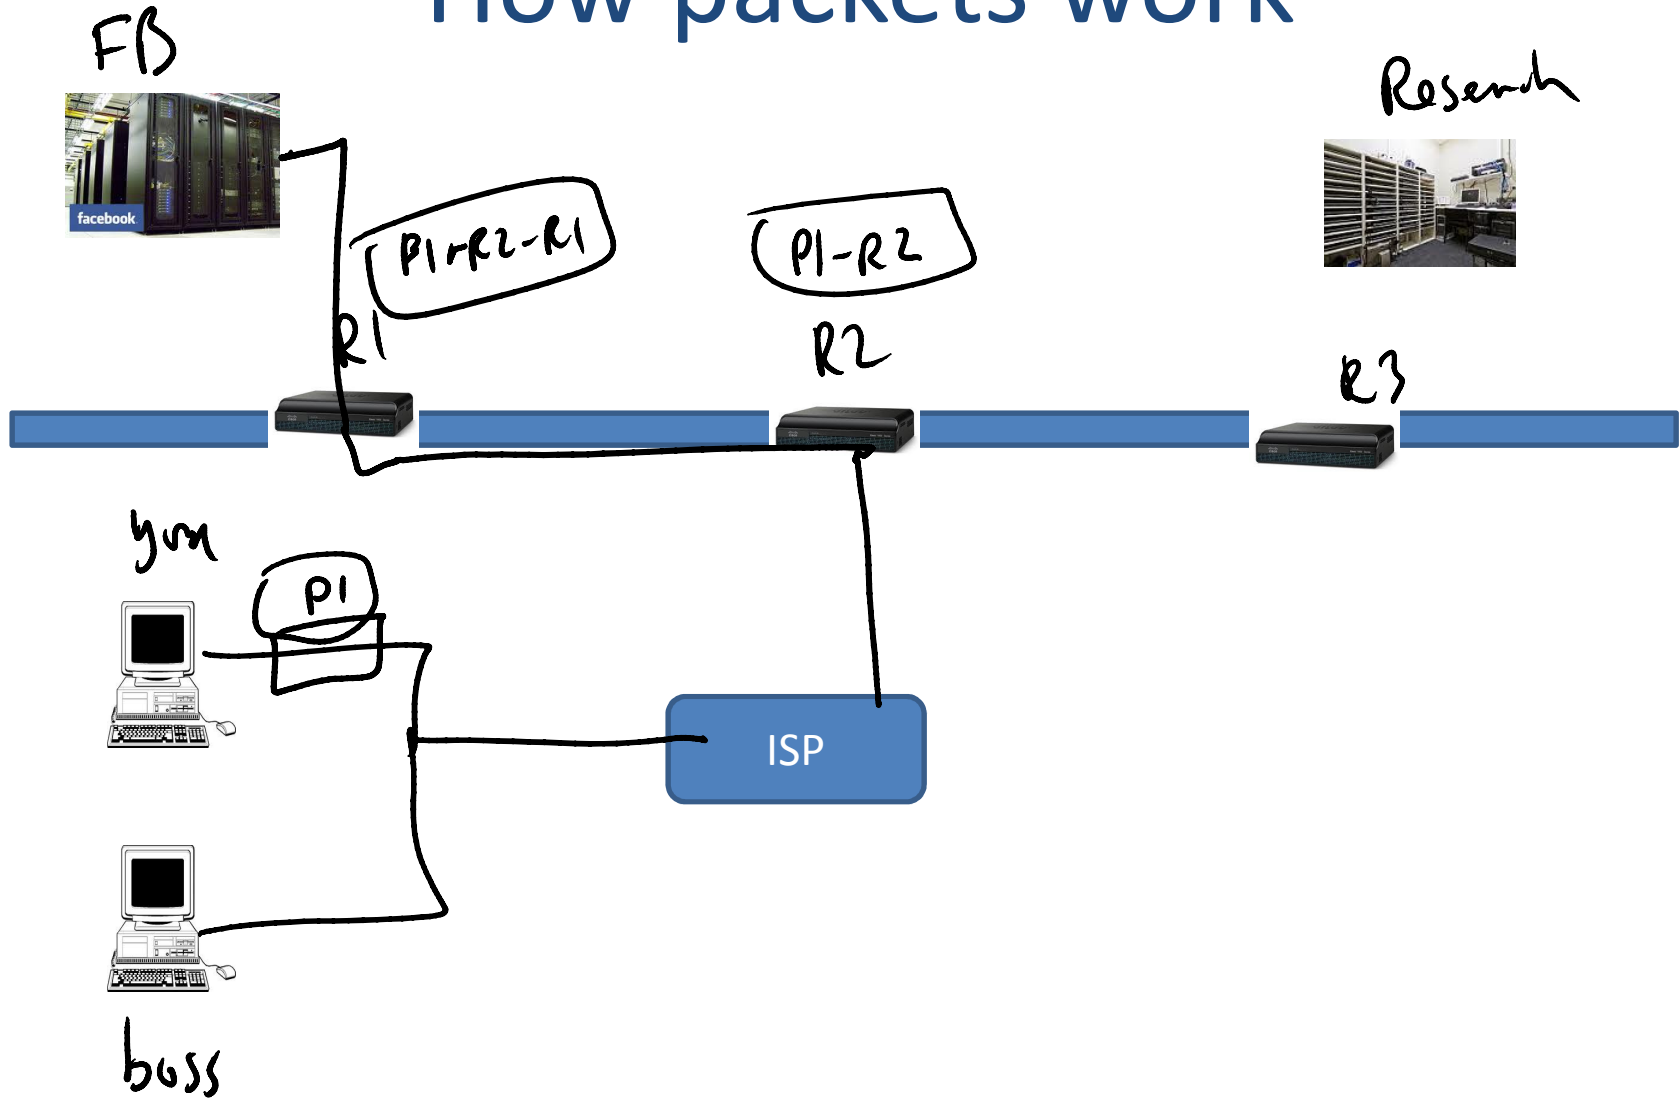 How packets work
FB
Research
facebook
P1-R2-R1
P1-R2
R1
R2
R3
you
P1
ISP
boss